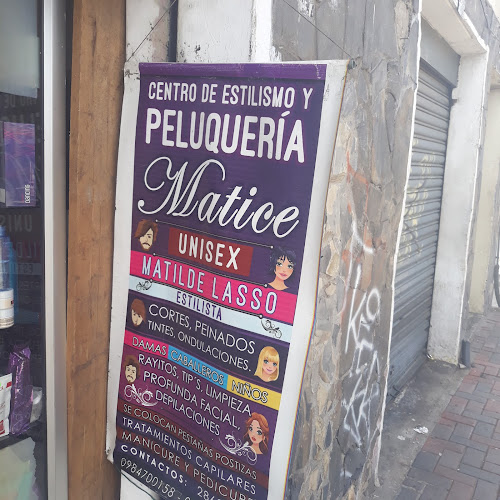 CENTRO DE ESTILISMO Y
PELUQUERÍA
Matice
UNISEX
MATILDE LASSO
ESTILISTA
CORTES, PEINADOS
TINTES, ONDULACIONES,
DAMAS CABALLEROS NIÑOS
RAYITOS, TIP'S, LIMPIEZA
PROFUNDA FACIAL,
DEPILACIONES
SE COLOCAN PESTAÑAS POSTIZAS
TRATAMIENTOS CAPILARES
MANICURE Y PEDICURE
CONTACTOS:
0984700158